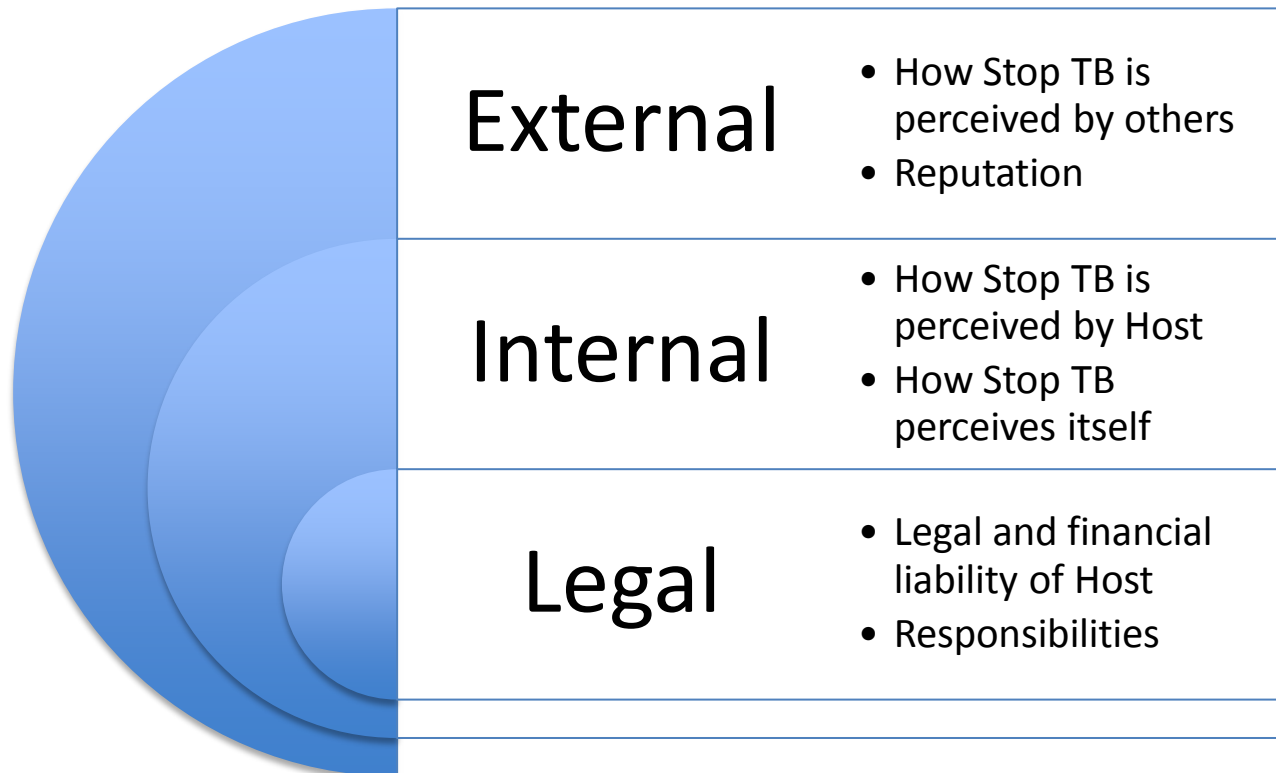 External
• How Stop TB is
perceived by others
• Reputation
Internal
• How Stop TB is
perceived by Host
• How Stop TB
perceives itself
Legal
• Legal and financial
liability of Host
• Responsibilities